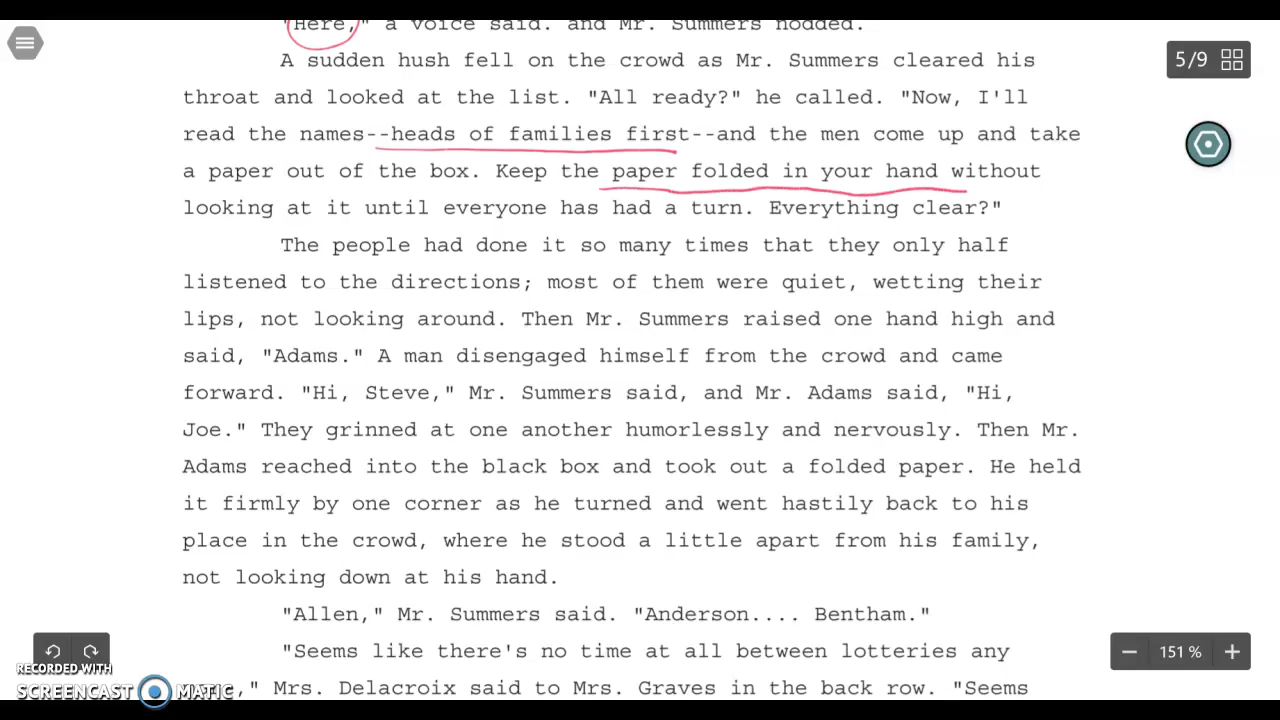 "Here," a voice said. and Mr. Summers nodded.
A sudden hush fell on the crowd as Mr. Summers cleared his
5/9
throat and looked at the list. "All ready?" he called. "Now, I'll
read the names--heads of families first--and the men come up and take
a paper out of the box. Keep the paper folded in your hand without
looking at it until everyone has had a turn. Everything clear?"
The people had done it so many times that they only half
listened to the directions; most of them were quiet, wetting their
lips, not looking around. Then Mr. Summers raised one hand high and
said, "Adams." A man disengaged himself from the crowd and came
forward. "Hi, Steve," Mr. Summers said, and Mr. Adams said, "Hi,
Joe." They grinned at one another humorlessly and nervously. Then Mr.
Adams reached into the black box and took out a folded paper. He held
it firmly by one corner as he turned and went hastily back to his
place in the crowd, where he stood a little apart from his family,
not looking down at his hand.
"Allen," Mr. Summers said. "Anderson.... Bentham."
"Seems like there's no time at all between lotteries any
151 %
," Mrs. Delacroix said to Mrs. Graves in the back row. "Seems
RECORDED WITH
SCREENCAST MATIC